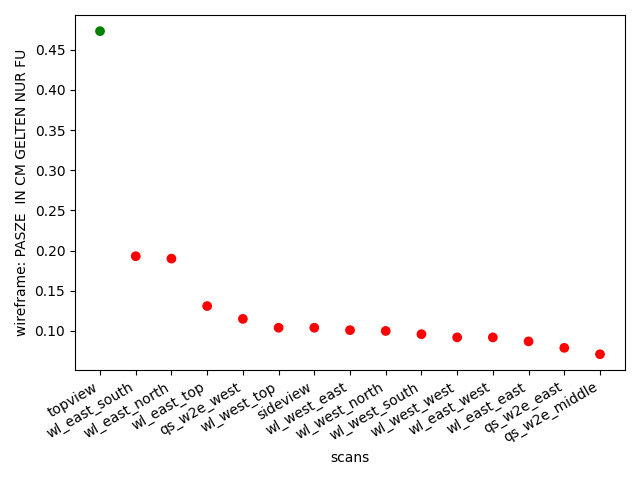 0.45
0.40
0.35
0.30
0.25
0.20
0.15
0.10
wireframe: PASZE  IN CM GELTEN NUR FU
topview
wl_east_south
wl_east_north
wl_east_top
qs_w2e_west
wl_west_top
sideview
wl_west_east
wl_west_north
wl_west_south
wl_west_west
wl_east_west
wl_east_east
qs_w2e_east
qs_w2e_middle
scans